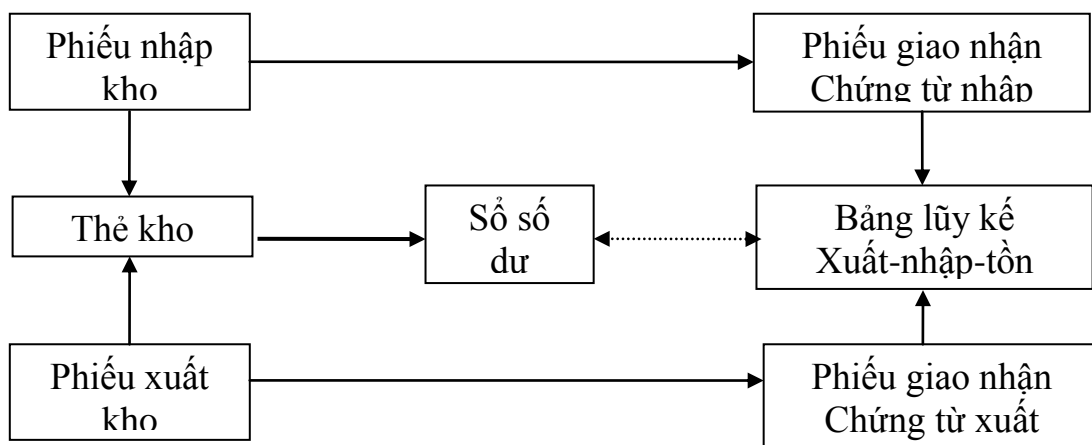 Phiếu nhập
kho
Phiếu giao nhận
Chứng từ nhập
Thẻ kho
Sổ số
dư
Bảng lũy kế
Xuất-nhập-tồn
Phiếu xuất
kho
Phiếu giao nhận
Chứng từ xuất